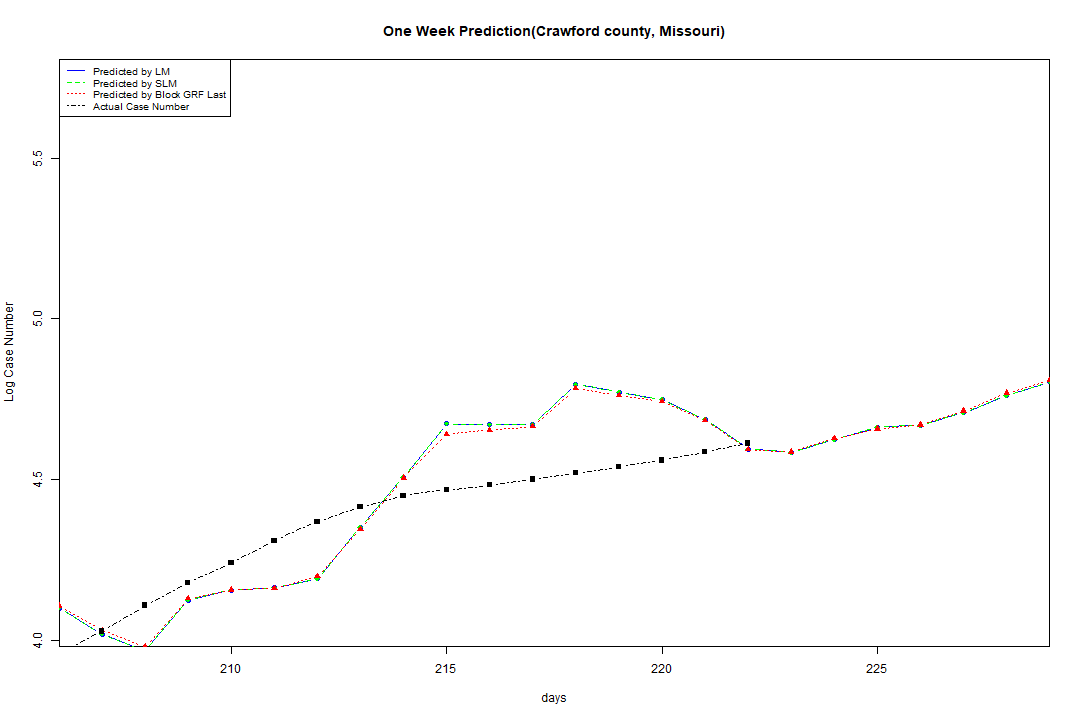 One Week Prediction(Crawford county, Missouri)
Predicted by LM
Predicted by SLM
Predicted by Block GRF Last
Actual Case Number
5.5
5.0
4.5
4.0
Log Case Number
210 215 220 225
days